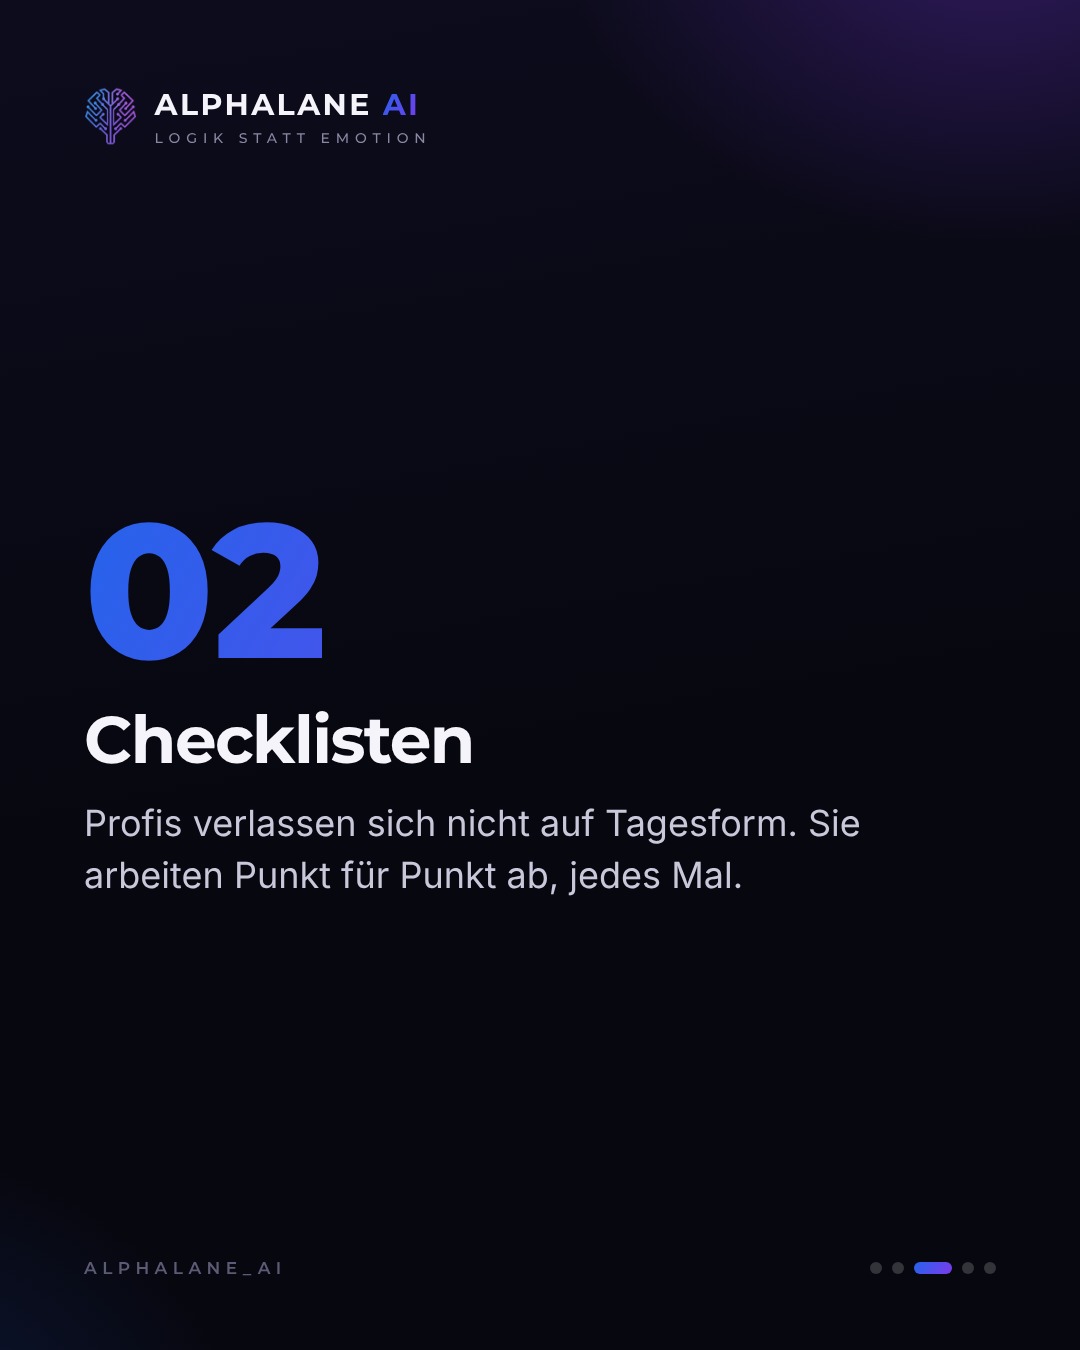 ALPHALANE AI
LOGIK STATT EMOTION
02
Checklisten
Profis verlassen sich nicht auf Tagesform. Sie
arbeiten Punkt für Punkt ab, jedes Mal.
ALPHALANE_AI